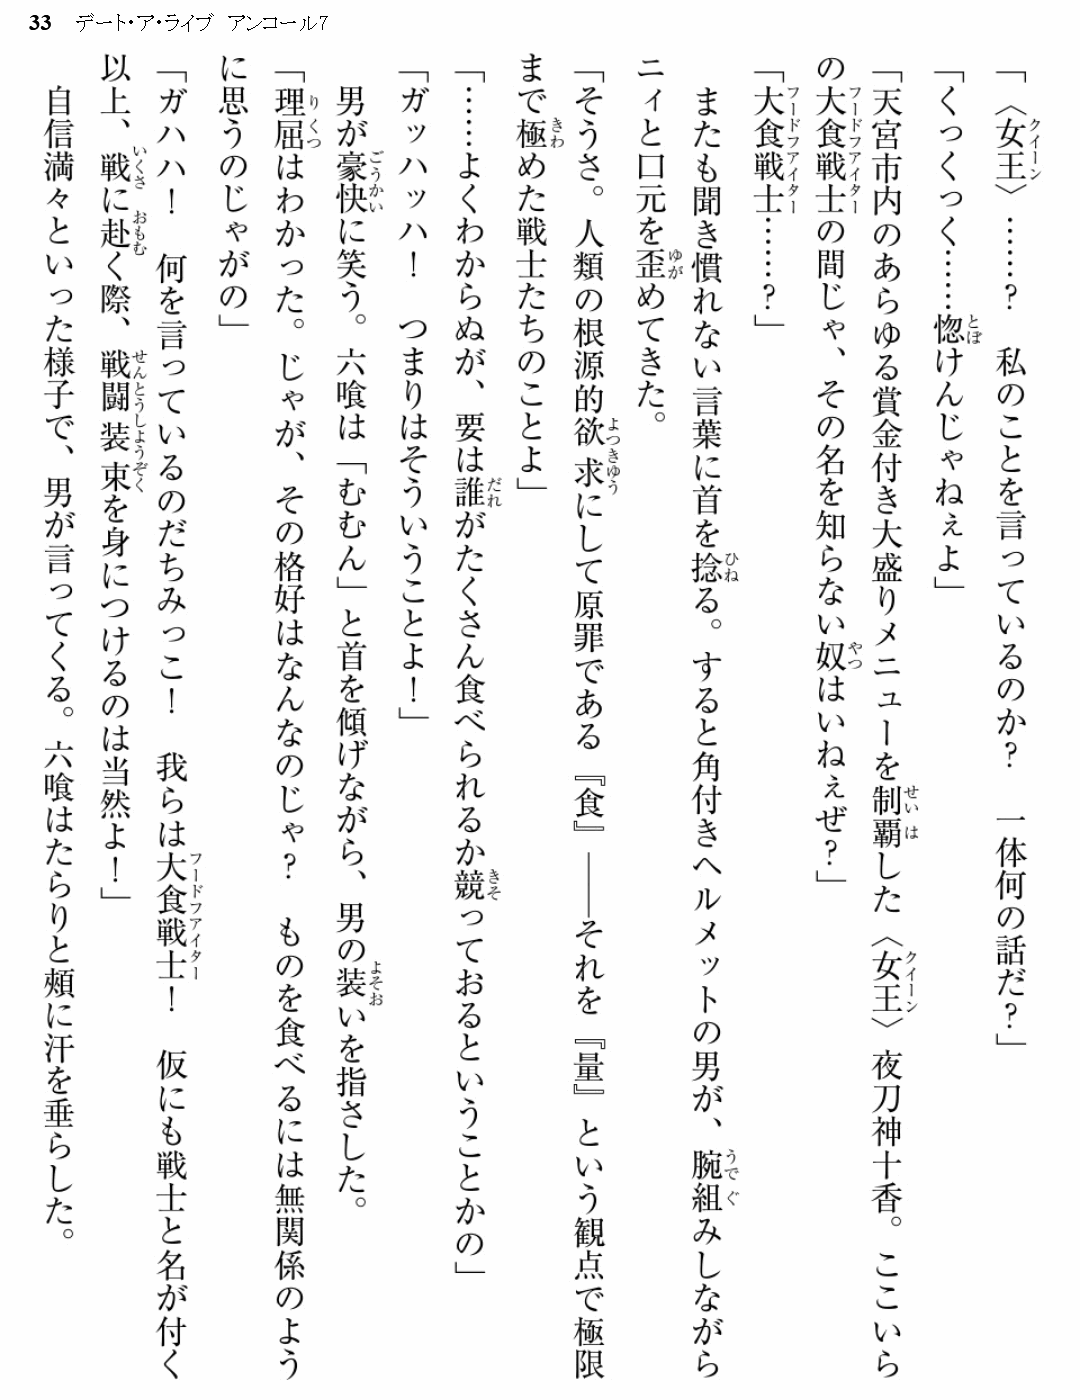 33 デート・ア・ライブ アンコール7
「〈女王〉……？　私のことを言っているのか？　一体何の話だ？」
「くっくっく……惚けんじゃねぇよ」
「天宮市内のあらゆる賞金付き大盛りメニューを制覇した〈女王〉夜刀神十香。ここいら
の大食戦士の間じゃ、その名を知らない奴はいねぇぜ？」
「大食戦士……？」
またも聞き慣れない言葉に首を捻る。すると角付きヘルメットの男が、腕組みしながら
ニィと口元を歪めてきた。
「そうさ。人類の根源的欲求にして原罪である『食』――それを『量』という観点で極限
まで極めた戦士たちのことよ」
「……よくわからぬが、要は誰がたくさん食べられるか競っておるということかの」
「ガッハッハ！　つまりはそういうことよ！」
男が豪快に笑う。六喰は「むむん」と首を傾げながら、男の装いを指さした。
「理屈はわかった。じゃが、その格好はなんなのじゃ？　ものを食べるには無関係のよう
に思うのじゃがの」
「ガハハ！　何を言っているのだちみっこ！　我らは大食戦士！　仮にも戦士と名が付く
以上、戦に赴く際、戦闘装束を身につけるのは当然よ！」
自信満々といった様子で、男が言ってくる。六喰はたらりと頰に汗を垂らした。